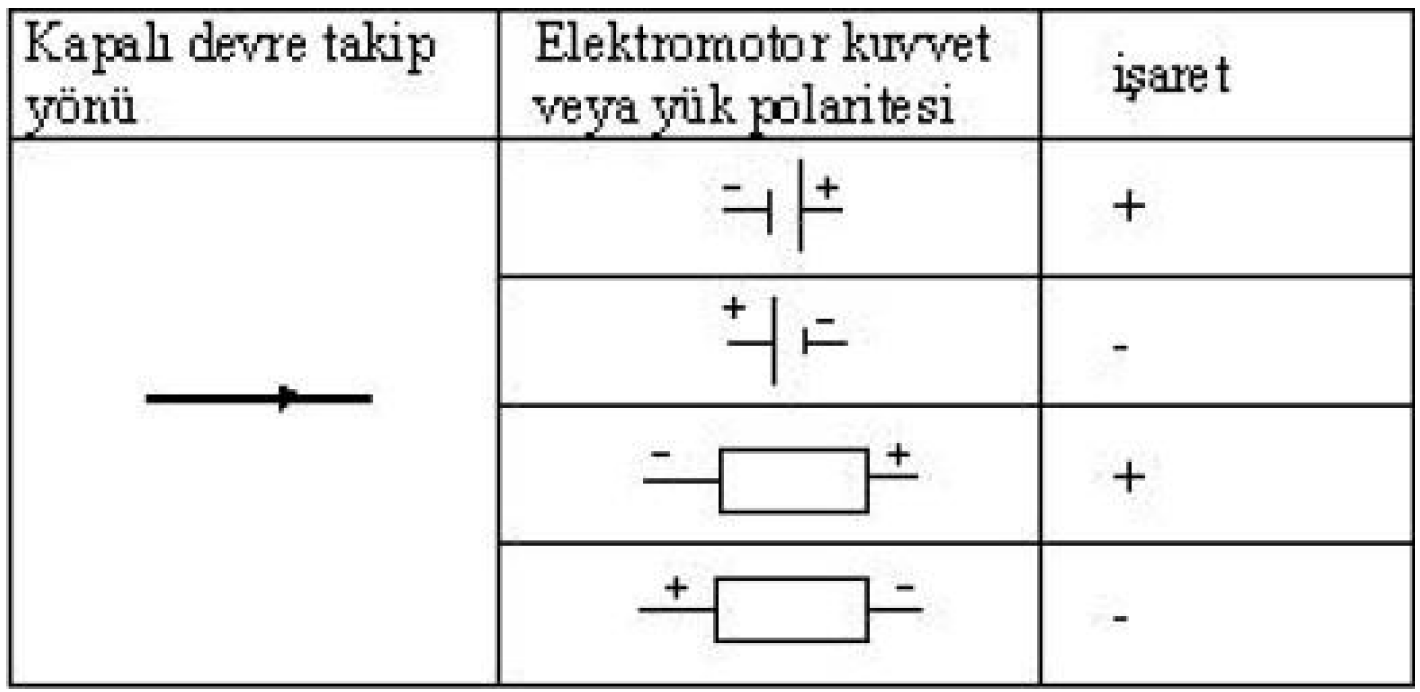 Kapalı devre takip
yönü
Elektromotor kuvvet
veya yük polaritesi
işaret
- +
+
+ -
-
- +
+
+ -
-